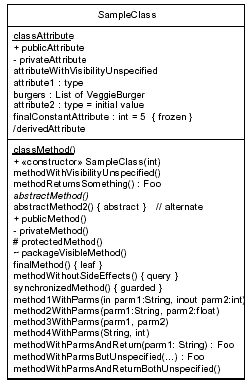 SampleClass
classAttribute
+ publicAttribute
- privateAttribute
attributeWithVisibilityUnspecified
attribute1 : type
burgers : List of VeggieBurger
attribute2 : type = initial value
finalConstantAttribute : int = 5 { frozen }
/derivedAttribute
classMethod()
+ «constructor» SampleClass(int)
methodWithVisibilityUnspecified()
methodReturnsSomething() : Foo
abstractMethod()
abstractMethod2() { abstract } // alternate
+ publicMethod()
- privateMethod()
# protectedMethod()
~ packageVisibleMethod()
finalMethod() { leaf }
methodWithoutSideEffects() { query }
synchronizedMethod() { guarded }
method1WithParms(in parm1:String, inout parm2:int)
method2WithParms(parm1:String, parm2:float)
method3WithParms(parm1, parm2)
method4WithParms(String, int)
methodWithParmsAndReturn(parm1: String) : Foo
methodWithParmsButUnspecified(...) : Foo
methodWithParmsAndReturnBothUnspecified()